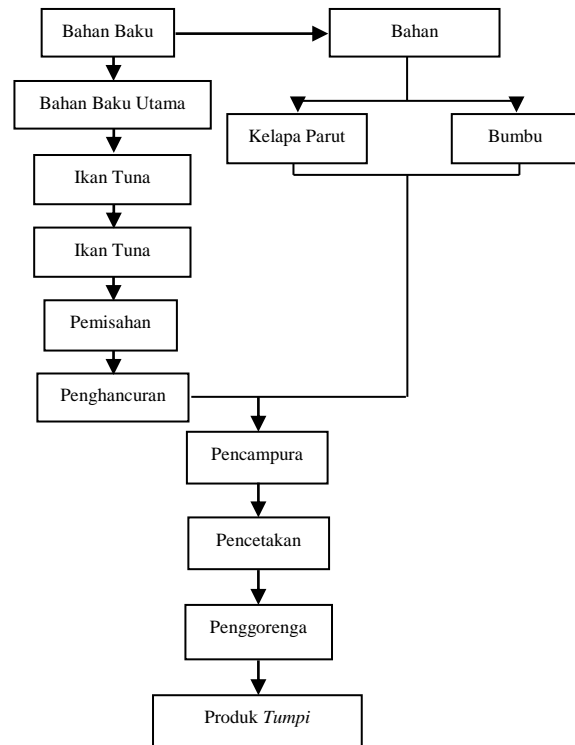 Bahan Baku
Bahan
Bahan Baku Utama
Kelapa Parut
Bumbu
Ikan Tuna
Ikan Tuna
Pemisahan
Penghancuran
Pencampura
Pencetakan
Penggorenga
Produk Tumpi